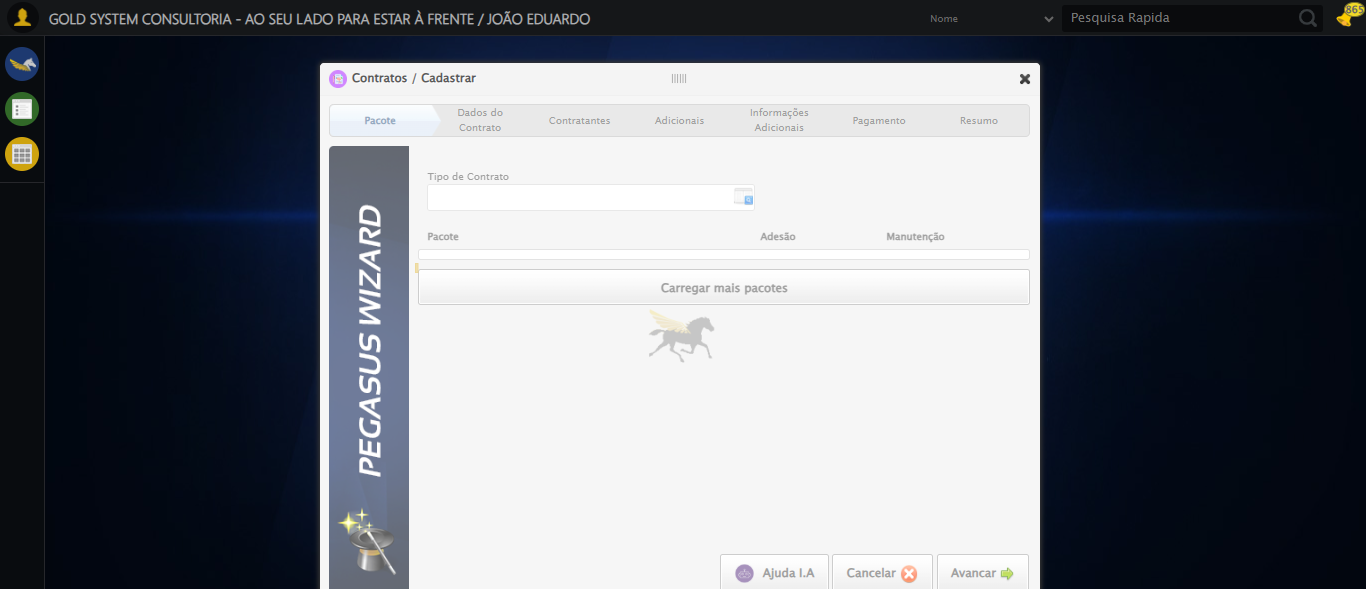 GOLD SYSTEM CONSULTORIA - AO SEU LADO PARA ESTAR À FRENTE / JOÃO EDUARDO
Nome
Pesquisa Rapida
865
Contratos / Cadastrar
Pacote
Dados do
Contrato
Contratantes
Adicionais
Informações
Adicionais
Pagamento
Resumo
PEGASUS WIZARD
Tipo de Contrato
Pacote
Adesão
Manutenção
Carregar mais pacotes
Ajuda I.A
Cancelar
Avancar